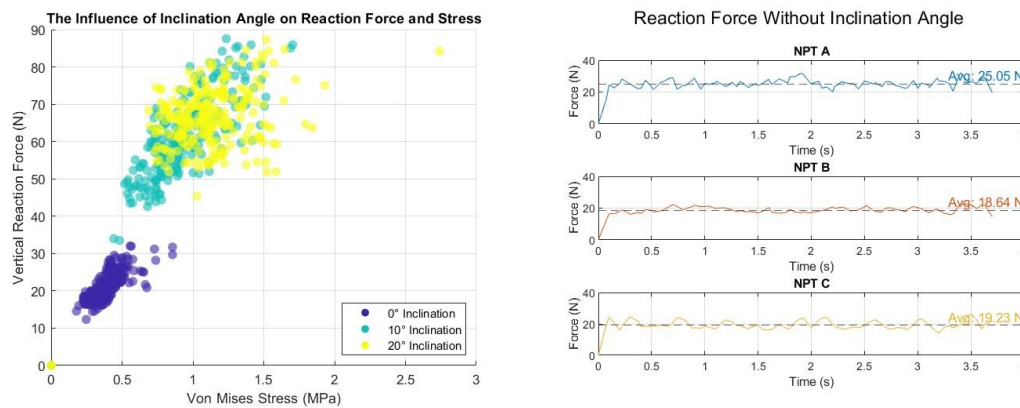 The Influence of Inclination Angle on Reaction Force and Stress
90
80
70
60
50
40
30
20
10
0
Vertical Reaction Force (N)
0
0.5
1
1.5
2
2.5
3
Von Mises Stress (MPa)
0° Inclination
10° Inclination
20° Inclination
Reaction Force Without Inclination Angle
NPT A
Avg: 25.05 N
40
20
0
Force (N)
0
0.5
1
1.5
2
2.5
3
3.5
Time (s)
NPT B
Avg: 18.64 N
40
20
0
Force (N)
0
0.5
1
1.5
2
2.5
3
3.5
Time (s)
NPT C
Avg: 19.23 N
40
20
0
Force (N)
0
0.5
1
1.5
2
2.5
3
3.5
Time (s)